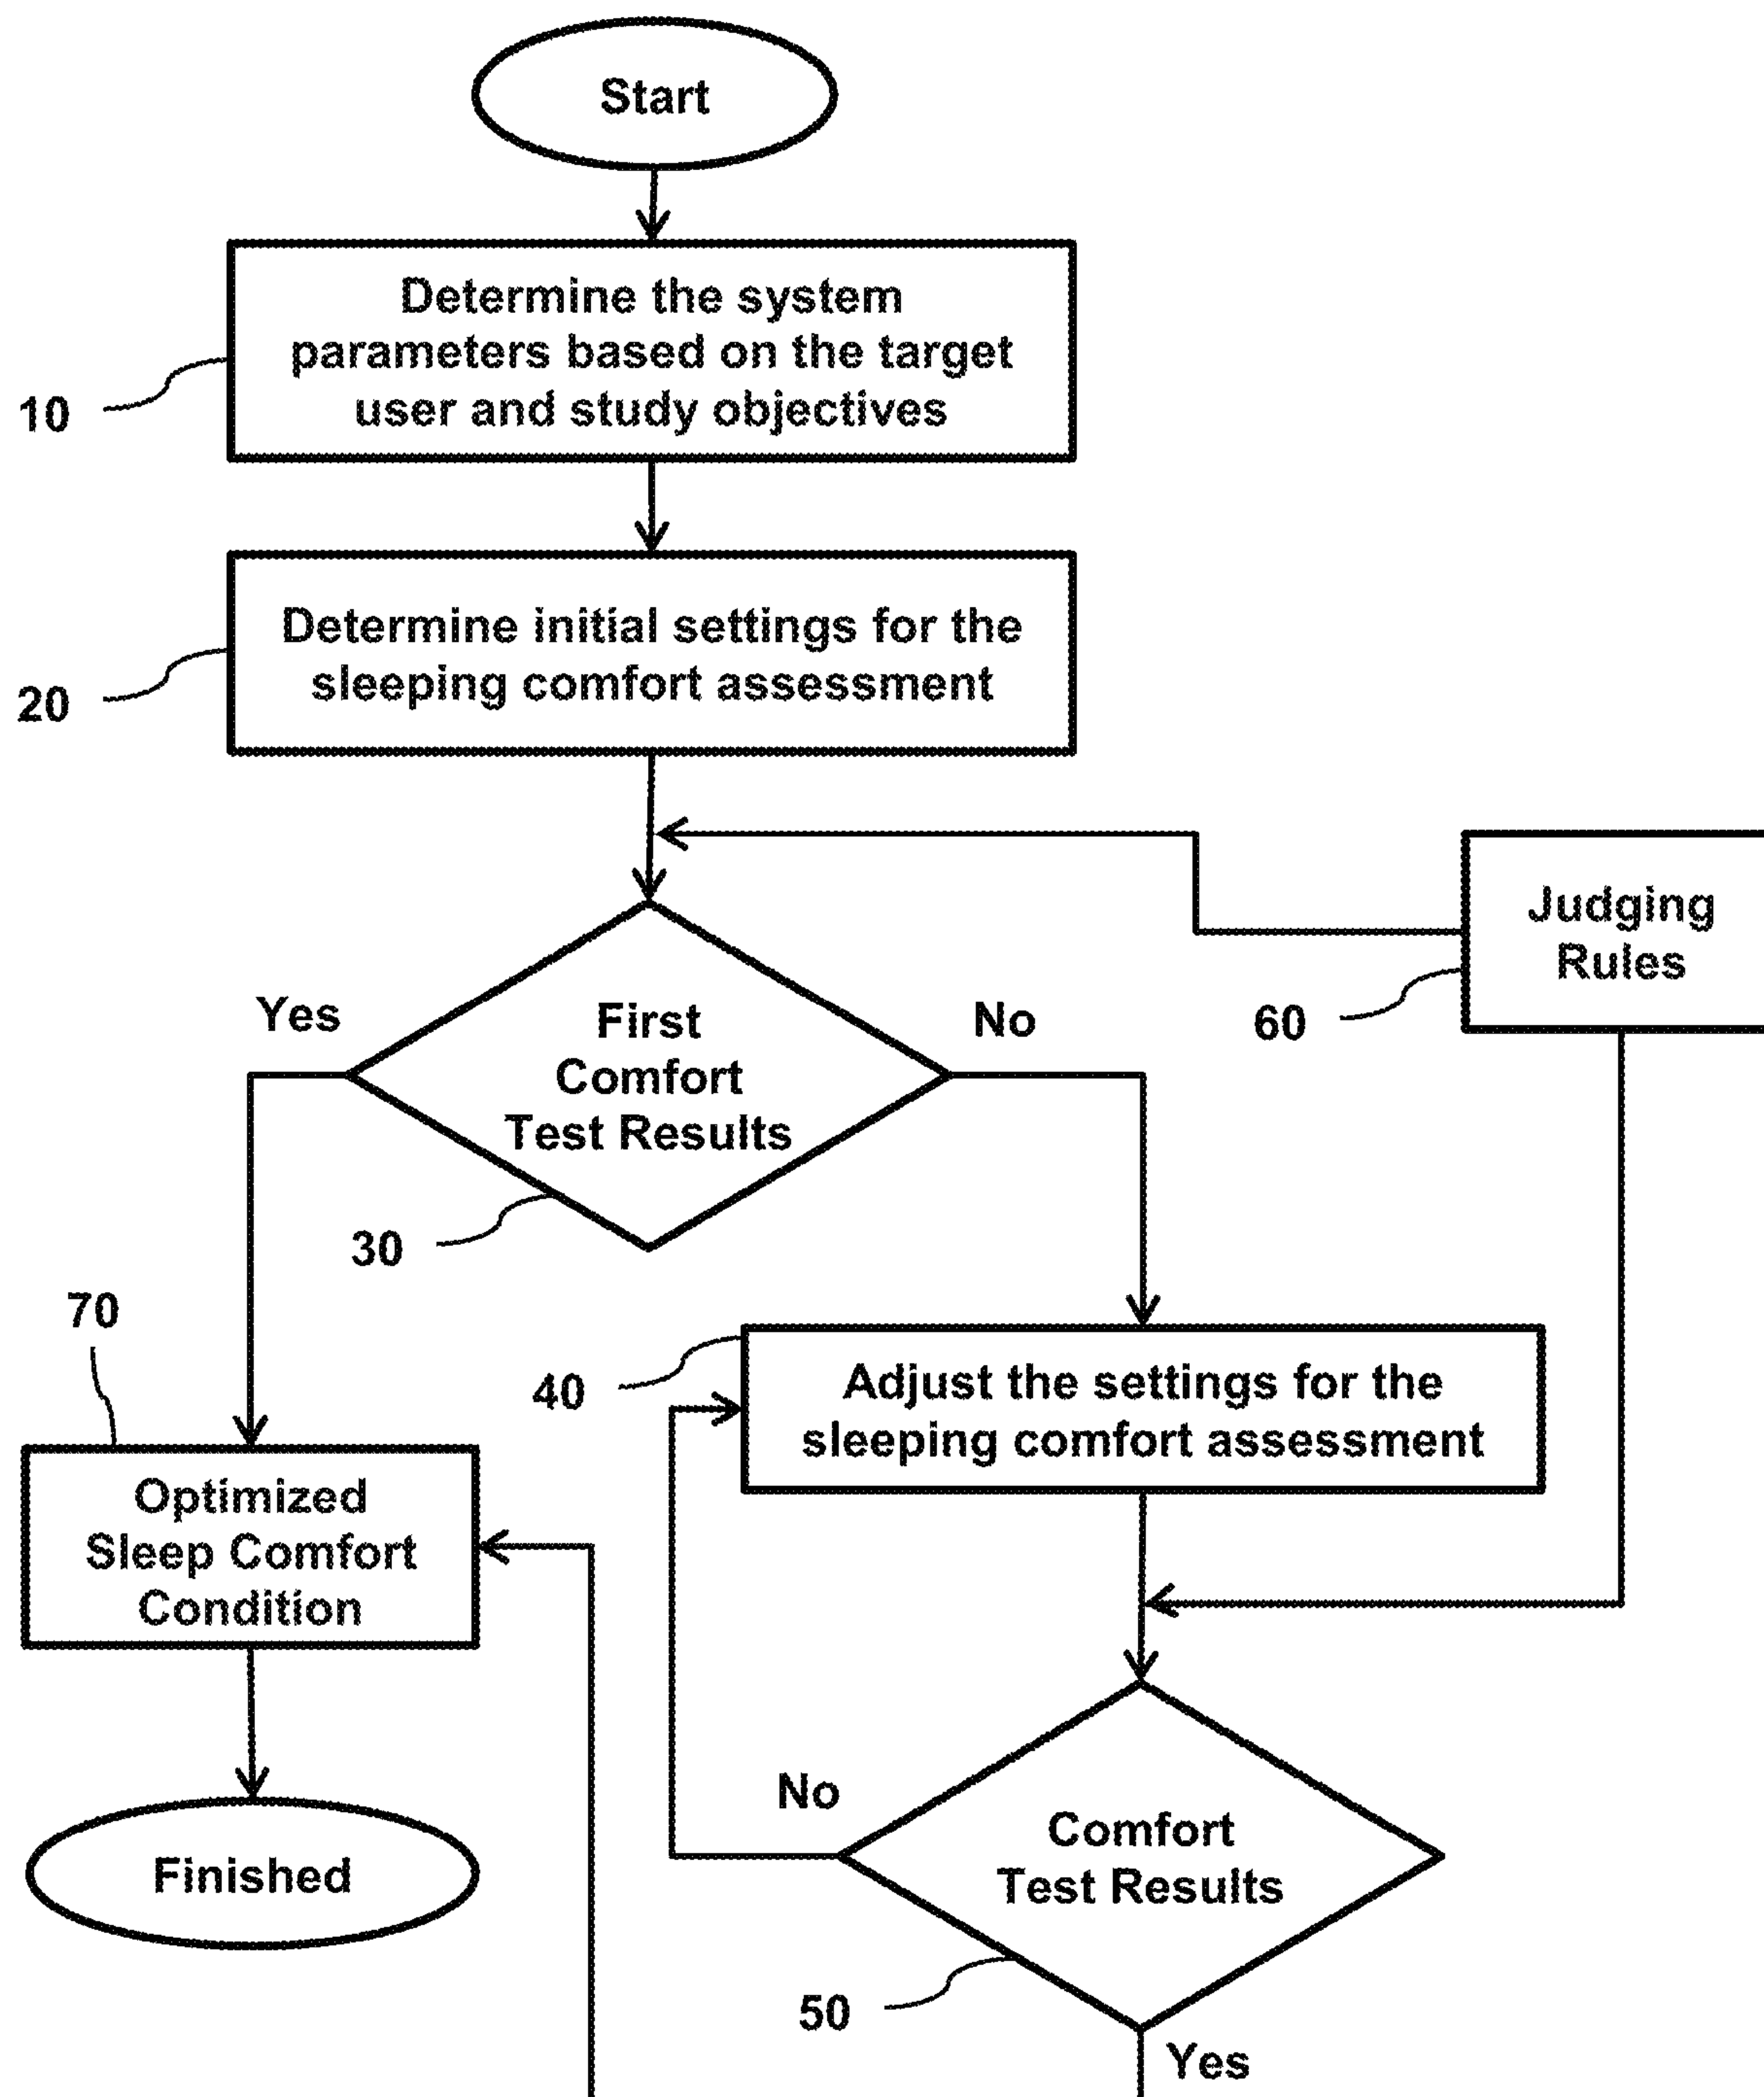 Start
Determine the system
parameters based on the target
user and study objectives
10
Determine initial settings for the
sleeping comfort assessment
20
Judging
Rules
60
Yes
First
Comfort
Test Results
No
30
70
40
Adjust the settings for the
sleeping comfort assessment
Optimized
Sleep Comfort
Condition
No
Comfort
Test Results
Finished
50
Yes